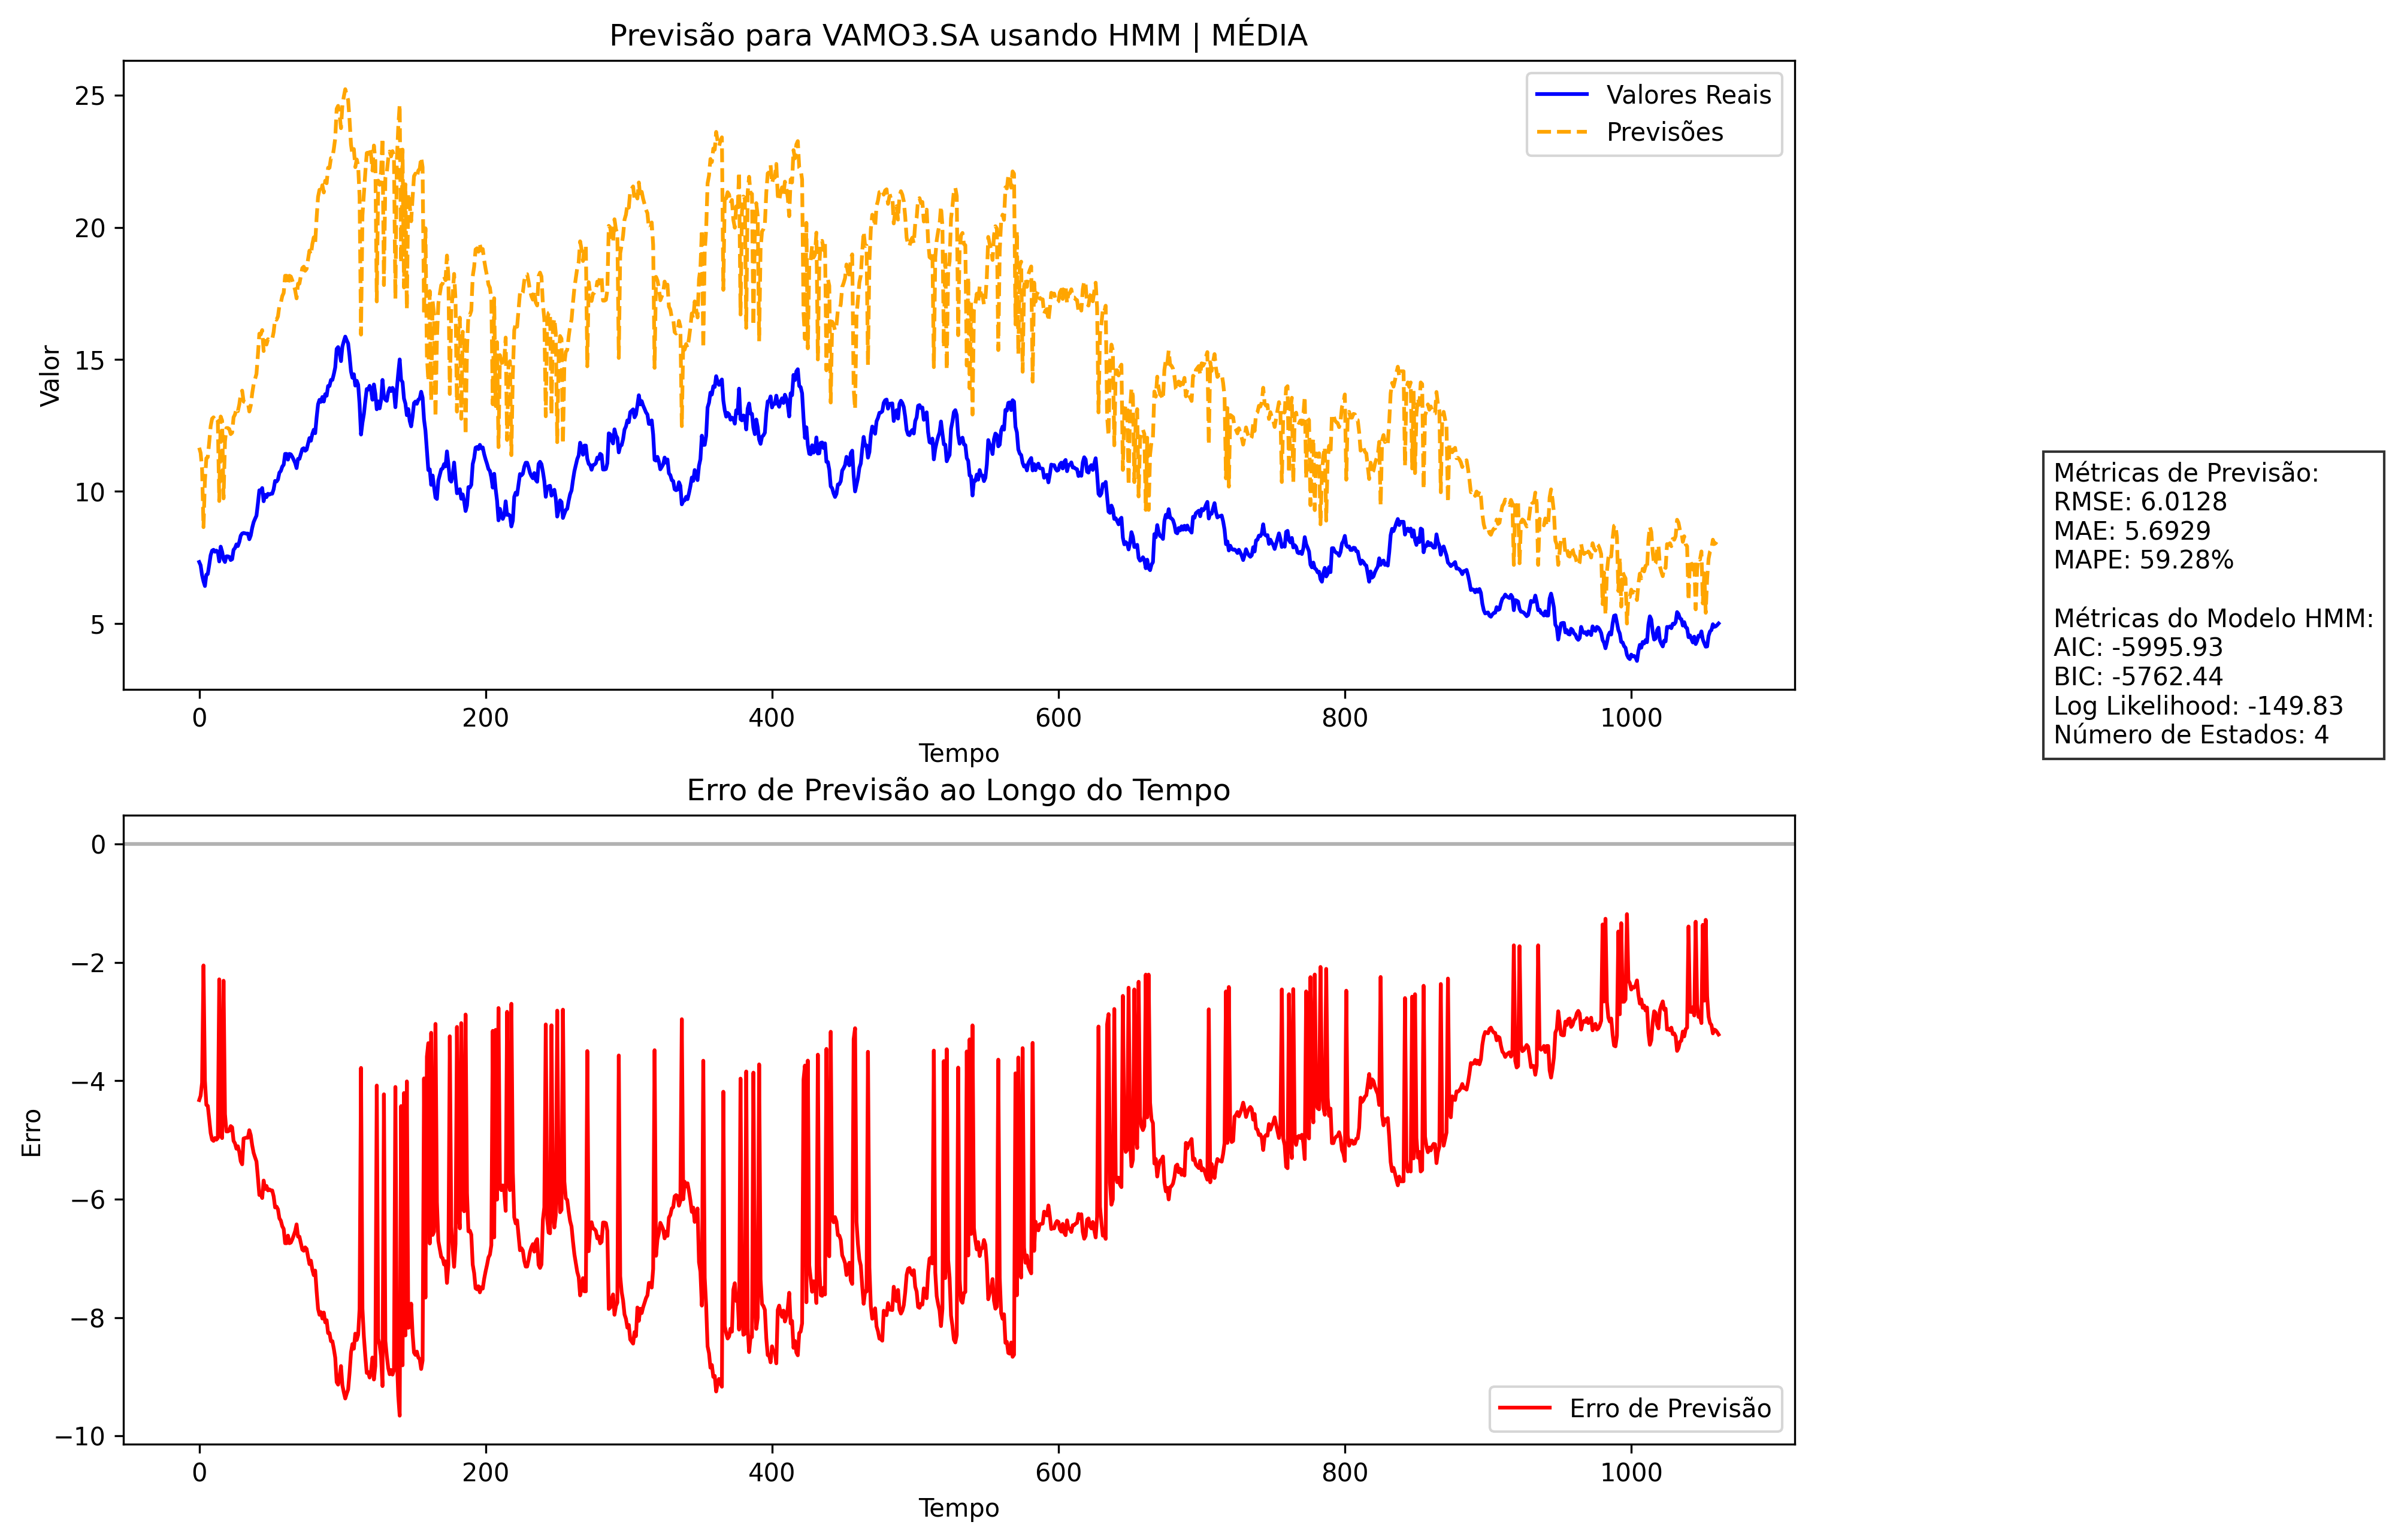 Previsão para VAMO3.SA usando HMM | MÉDIA
25
20
15
10
5
Valor
Valores Reais
Previsões
0
200
400
600
800
1000
Tempo
Métricas de Previsão:
RMSE: 6.0128
MAE: 5.6929
MAPE: 59.28%
Métricas do Modelo HMM:
AIC: -5995.93
BIC: -5762.44
Log Likelihood: -149.83
Número de Estados: 4
Erro de Previsão ao Longo do Tempo
0
−2
−4
−6
−8
−10
Erro
Erro de Previsão
0
200
400
600
800
1000
Tempo